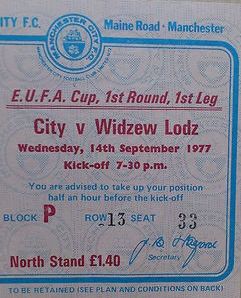 ITY F.C.
Maine Road · Manchester
MANCHESTER CITY F.C.
E.U.F.A. Cup, 1st Round, 1st Leg
City v Widzew Lodz
Wednesday, 14th September 1977
Kick-off 7-30 p.m.
You are advised to take up your position
half an hour before the kick-off
BLOCK P ROW 13 SEAT 33
Secretary
North Stand £1.40
TO BE RETAINED (SEE PLAN AND CONDITIONS ON BACK)